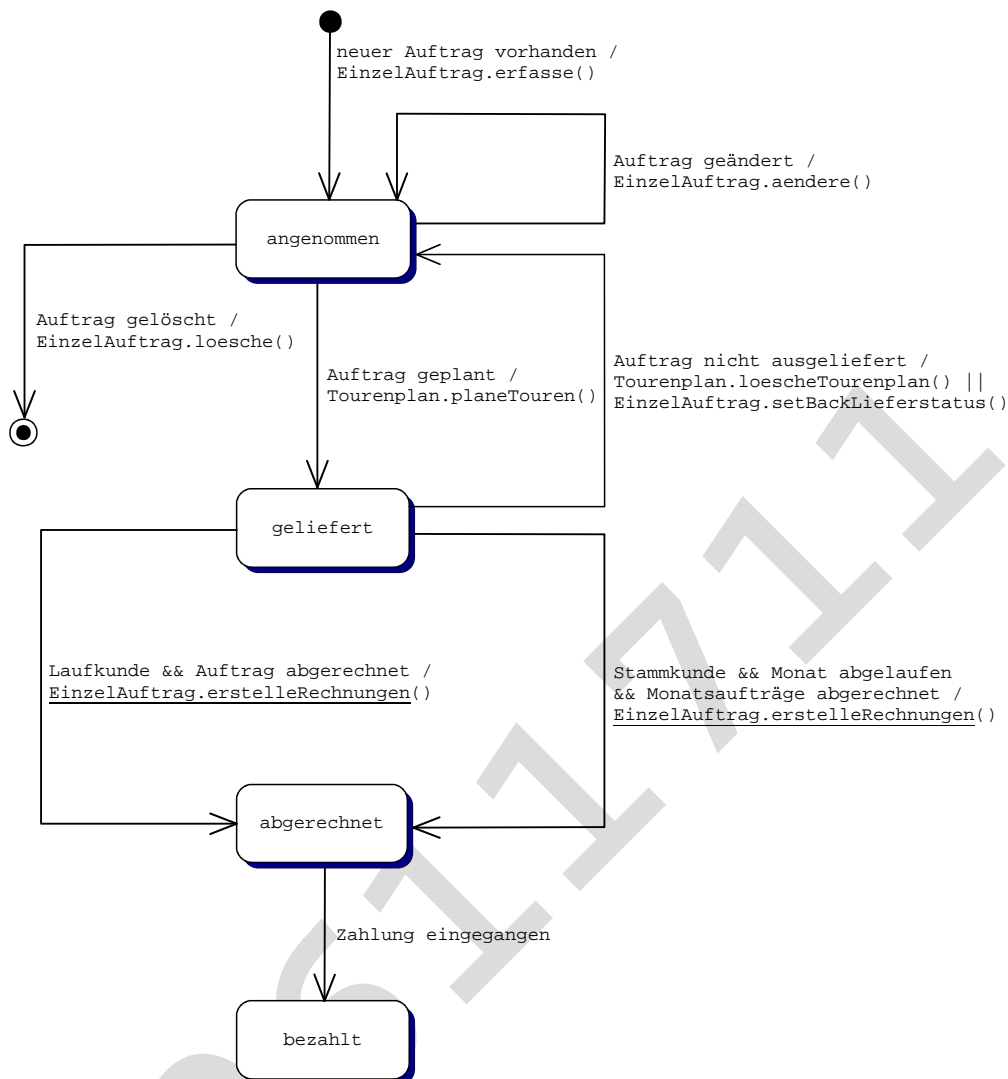 neuer Auftrag vorhanden /
EinzelAuftrag.erfasse()
Auftrag geändert /
EinzelAuftrag.aendere()
angenommen
Auftrag gelöscht /
EinzelAuftrag.loesche()
Auftrag geplant /
Tourenplan.planeTouren()
Auftrag nicht ausgeliefert /
Tourenplan.loescheTourenplan() ||
EinzelAuftrag.setBackLieferstatus()
geliefert
Laufkunde && Auftrag abgerechnet /
EinzelAuftrag.erstelleRechnungen()
Stammkunde && Monat abgelaufen
&& Monatsaufträge abgerechnet /
EinzelAuftrag.erstelleRechnungen()
abgerechnet
Zahlung eingegangen
bezahlt